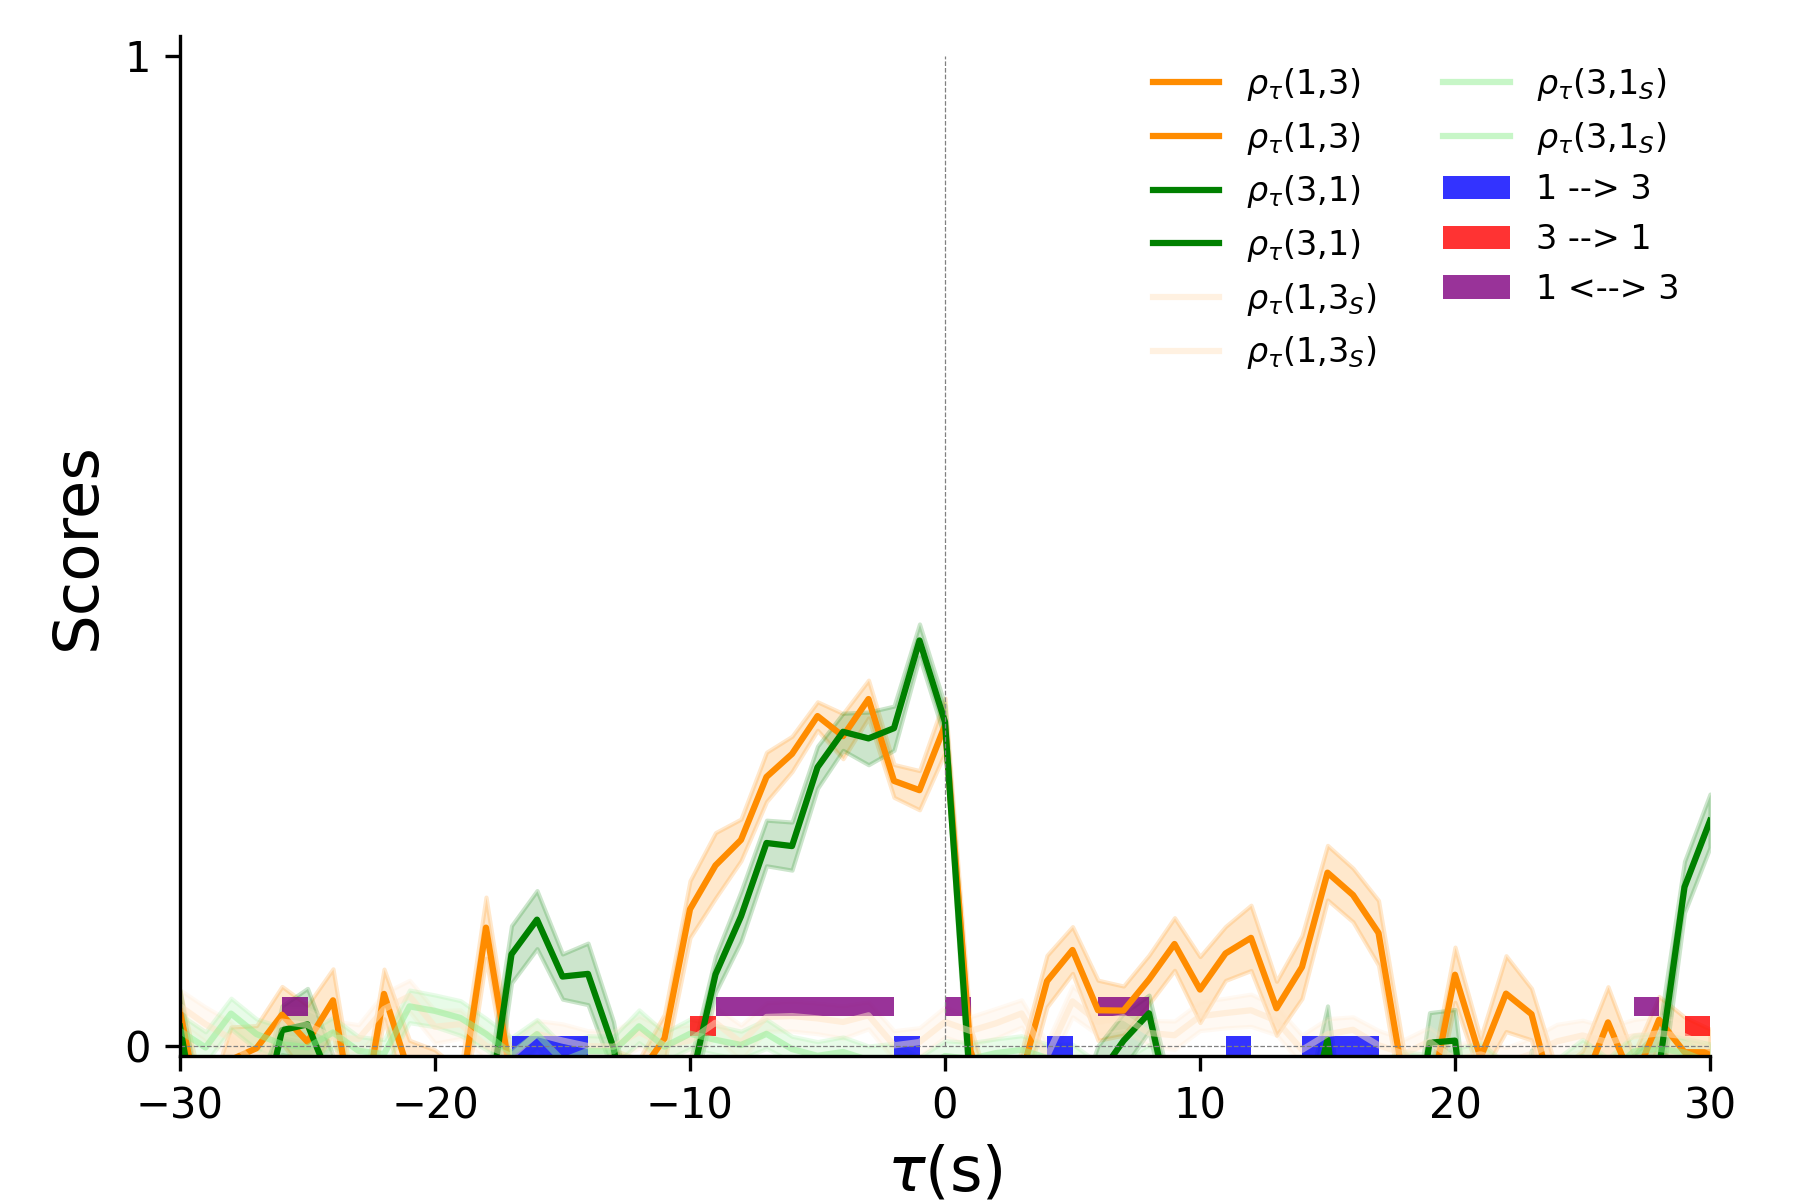 1
Scores
0
ρτ(1,3)
ρτ(1,3)
ρτ(3,1)
ρτ(3,1)
ρτ(1,3S)
ρτ(1,3S)
ρτ(3,1S)
ρτ(3,1S)
1 --> 3
3 --> 1
1 <--> 3
−30 −20 −10 0 10 20 30
τ(s)